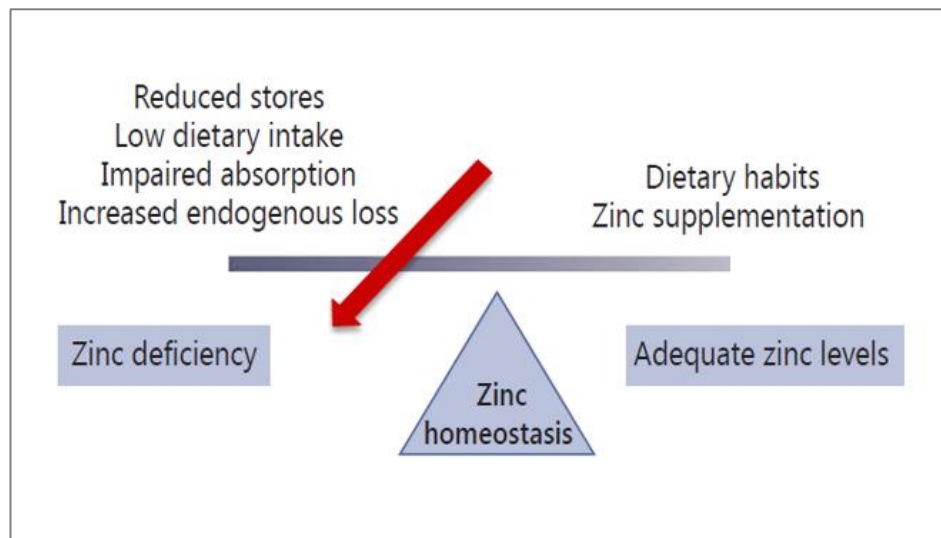 Reduced stores
Low dietary intake
Impaired absorption
Increased endogenous loss
Dietary habits
Zinc supplementation
Zinc deficiency
Adequate zinc levels
Zinc
homeostasis